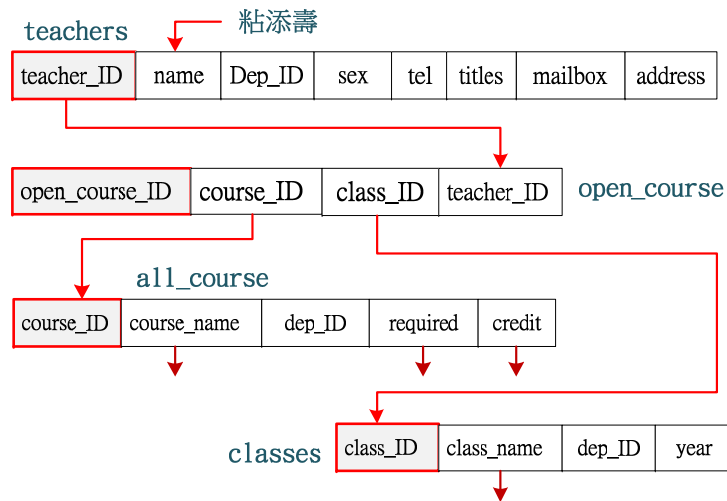 teachers
粘添壽
teacher_ID name Dep_ID sex tel titles mailbox address
open_course_ID course_ID class_ID teacher_ID
open_course
all_course
course_ID course_name dep_ID required credit
classes
class_ID class_name dep_ID year